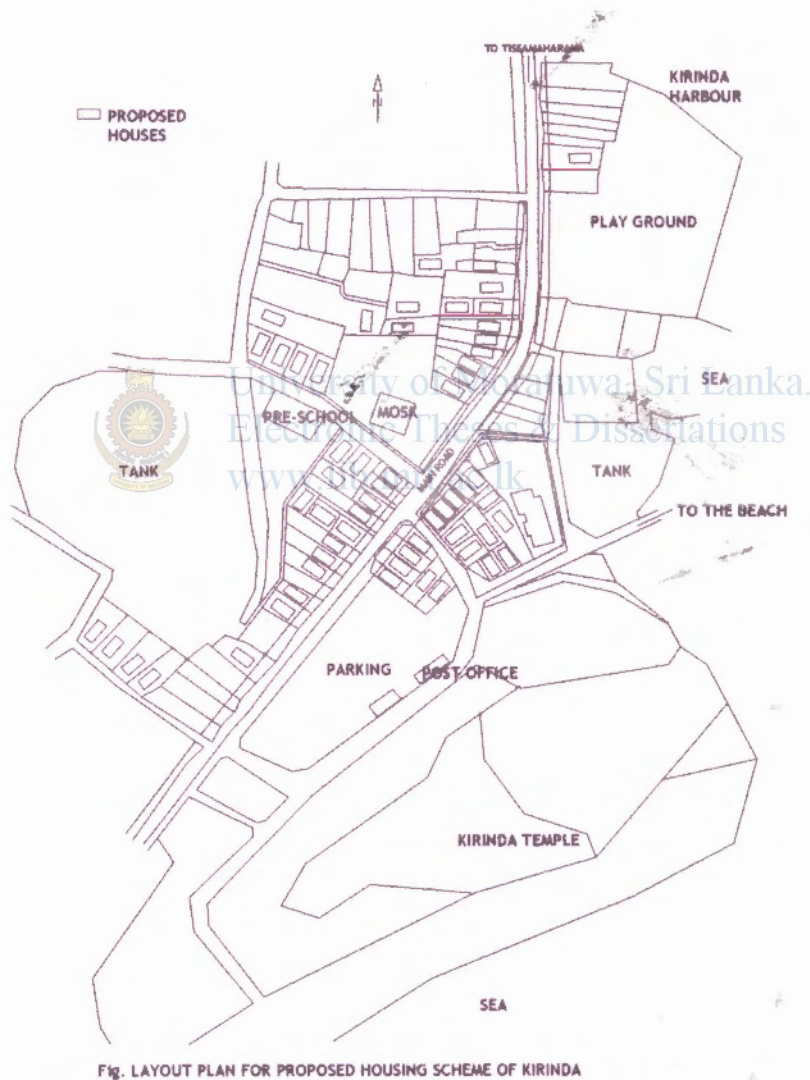 TO TISSAMAHARAMA
KIRINDA
HARBOUR
PROPOSED
HOUSES
N
PLAY GROUND
University of Moratuwa, Sri Lanka.
SEA
PRE-SCHOOL
MOSK
Electronic Theses & Dissertations
TANK
ROAD
TANK
www.lib.mrt.ac.lk
TO THE BEACH
PARKING
POST OFFICE
KIRINDA TEMPLE
SEA
Fig. LAYOUT PLAN FOR PROPOSED HOUSING SCHEME OF KIRINDA